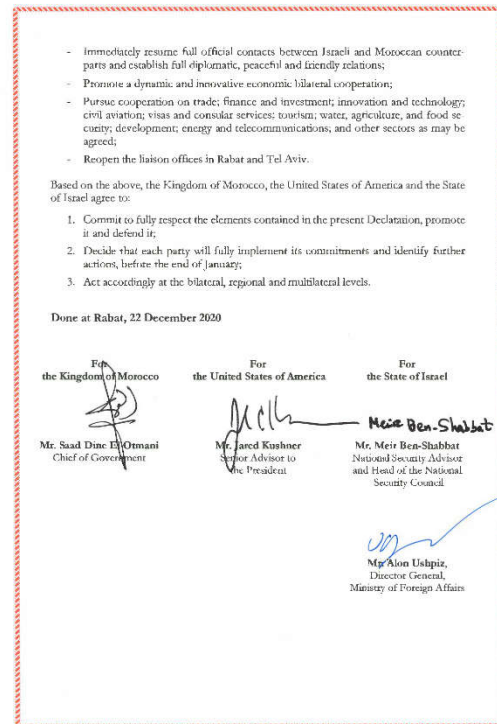 - Immediately resume full official contacts between Israeli and Moroccan counter-
parts and establish full diplomatic, peaceful and friendly relations;
- Promote a dynamic and innovative economic bilateral cooperation;
- Pursue cooperation on trade; finance and investment; innovation and technology;
civil aviation; visas and consular services; tourism; water, agriculture, and food se-
curity; development; energy and telecommunications; and other sectors as may be
agreed;
- Reopen the liaison offices in Rabat and Tel Aviv.
Based on the above, the Kingdom of Morocco, the United States of America and the State
of Israel agree to:
1. Commit to fully respect the elements contained in the present Declaration, promote
it and defend it;
2. Decide that each party will fully implement its commitments and identify further
actions, before the end of January;
3. Act accordingly at the bilateral, regional and multilateral levels.
Done at Rabat, 22 December 2020
For
the Kingdom of Morocco
Mr. Saad Dine El Otmani
Chief of Government
For
the United States of America
Mr. Jared Kushner
Senior Advisor to
the President
For
the State of Israel
Meir Ben-Shabbat
Mr. Meir Ben-Shabbat
National Security Advisor
and Head of the National
Security Council
Mr. Alon Ushpiz,
Director General,
Ministry of Foreign Affairs